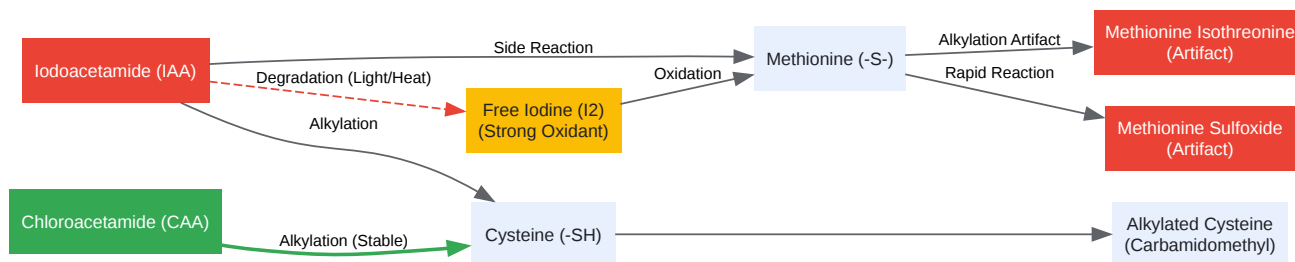 Iodoacetamide (IAA)
Side Reaction
Degradation (Light/Heat)
Alkylation
Free Iodine (I2)
(Strong Oxidant)
Oxidation
Methionine (-S-)
Alkylation Artifact
Rapid Reaction
Methionine Isothreonine
(Artifact)
Methionine Sulfoxide
(Artifact)
Chloroacetamide (CAA)
Alkylation (Stable)
Cysteine (-SH)
Alkylated Cysteine
(Carbamidomethyl)